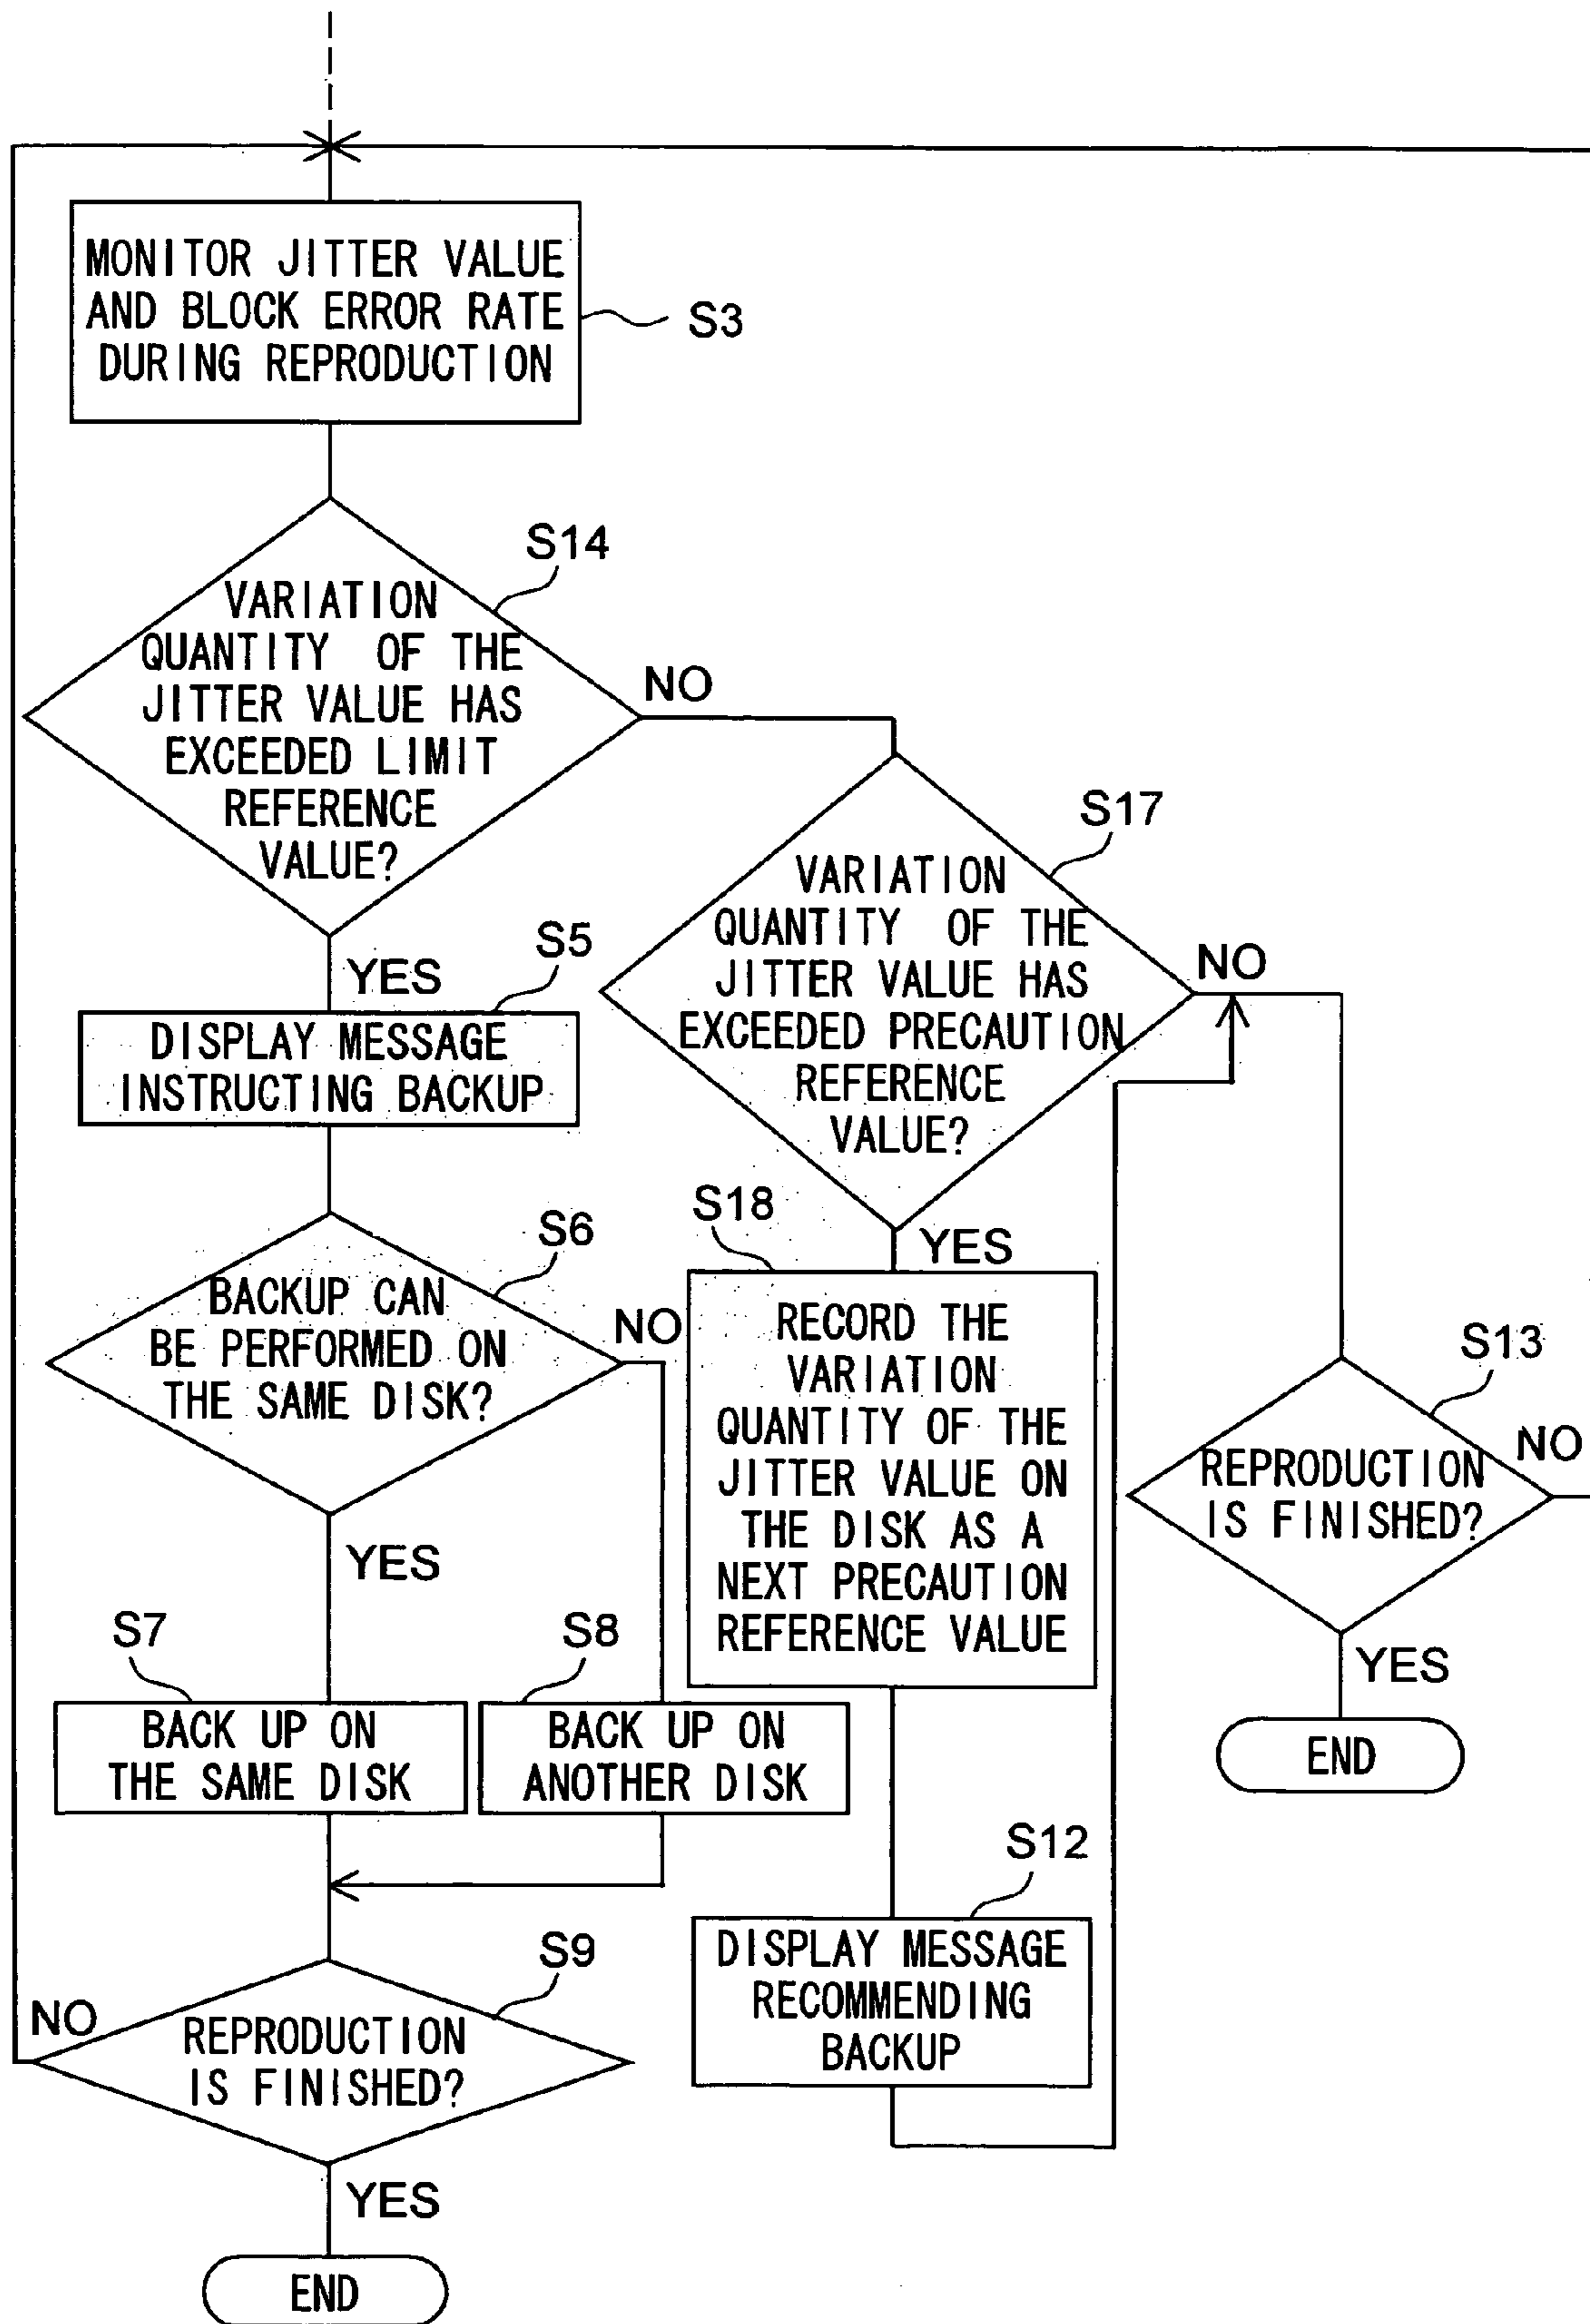 MONITOR JITTER VALUE
AND BLOCK ERROR RATE
DURING REPRODUCTION
S3
S14
VARIATION
QUANTITY OF THE
JITTER VALUE HAS
EXCEEDED LIMIT
REFERENCE
VALUE?
NO
YES
S5
DISPLAY MESSAGE
INSTRUCTING BACKUP
S6
BACKUP CAN
BE PERFORMED ON
THE SAME DISK?
NO
YES
S7
BACK UP ON
THE SAME DISK
S8
BACK UP ON
ANOTHER DISK
S9
REPRODUCTION
IS FINISHED?
NO
YES
END
S17
VARIATION
QUANTITY OF THE
JITTER VALUE HAS
EXCEEDED PRECAUTION
REFERENCE
VALUE?
NO
YES
S18
RECORD THE
VARIATION
QUANTITY OF THE
JITTER VALUE ON
THE DISK AS A
NEXT PRECAUTION
REFERENCE VALUE
S12
DISPLAY MESSAGE
RECOMMENDING
BACKUP
S13
REPRODUCTION
IS FINISHED?
NO
YES
END